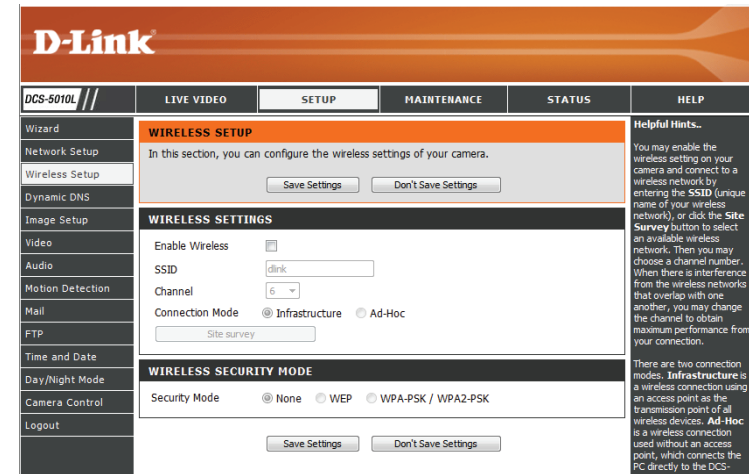 D-Link
DCS-5010L
LIVE VIDEO
SETUP
MAINTENANCE
STATUS
HELP
Wizard
Network Setup
Wireless Setup
Dynamic DNS
Image Setup
Video
Audio
Motion Detection
Mail
FTP
Time and Date
Day/Night Mode
Camera Control
Logout
WIRELESS SETUP
In this section, you can configure the wireless settings of your camera.
Save Settings
Don't Save Settings
WIRELESS SETTINGS
Enable Wireless
SSID
dlink
Channel
6
Connection Mode
Infrastructure
Ad-Hoc
Site survey
WIRELESS SECURITY MODE
Security Mode
None
WEP
WPA-PSK / WPA2-PSK
Save Settings
Don't Save Settings
Helpful Hints..
You may enable the
wireless setting on your
camera and connect to a
wireless network by
entering the SSID (unique
name of your wireless
network), or click the Site
Survey button to select
an available wireless
network. Then you may
choose a channel number.
When there is interference
from the wireless networks
that overlap with one
another, you may change
the channel to obtain
maximum performance from
your connection.
There are two connection
modes. Infrastructure is
a wireless connection using
an access point as the
transmission point of all
wireless devices. Ad-Hoc
is a wireless connection
used without an access
point, which connects the
PC directly to the DCS-